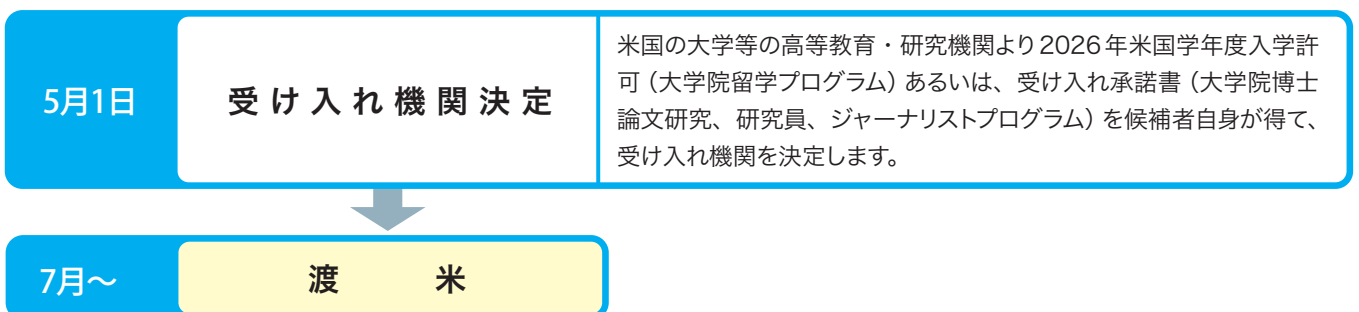 5月1日
受け入れ機関決定
米国の大学等の高等教育・研究機関より2026年米国学年度入学許
可（大学院留学プログラム）あるいは、受け入れ承諾書（大学院博士
論文研究、研究員、ジャーナリストプログラム）を候補者自身が得て、
受け入れ機関を決定します。
7月～
渡米